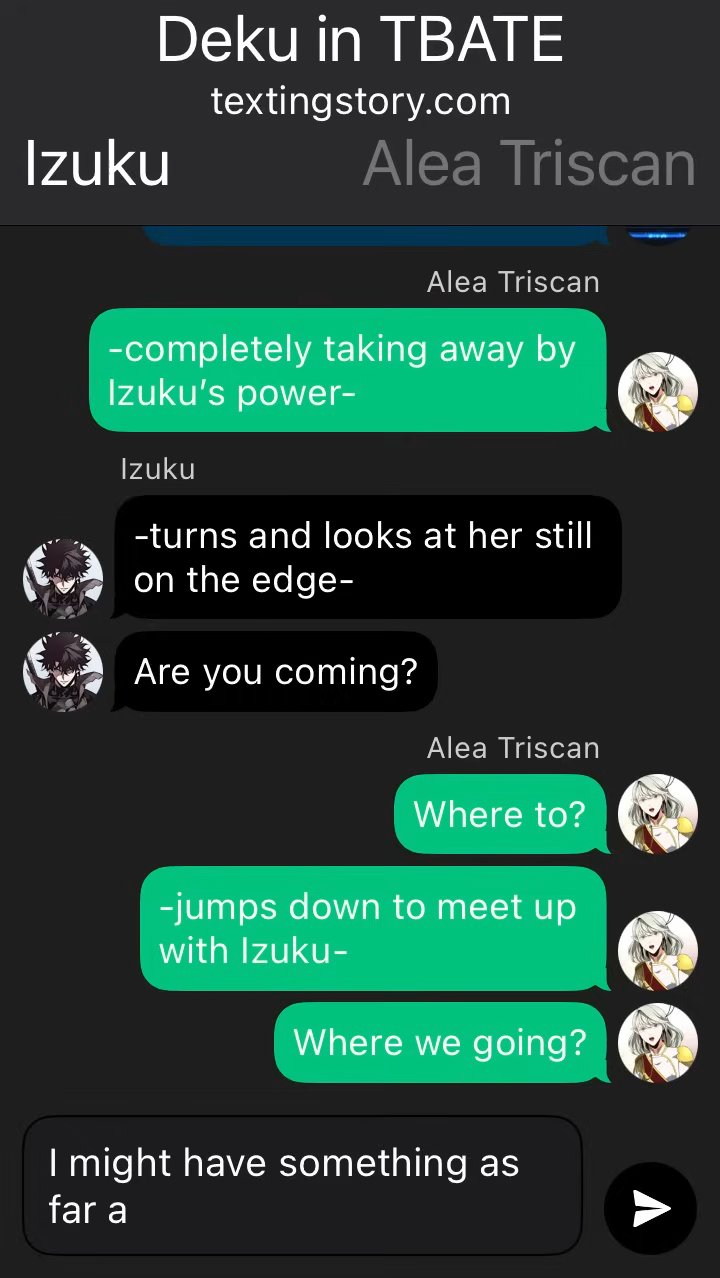 Deku in TBATE
textingstory.com
Izuku
Alea Triscan
Alea Triscan
-completely taking away by
Izuku’s power-
Izuku
-turns and looks at her still
on the edge-
Are you coming?
Alea Triscan
Where to?
-jumps down to meet up
with Izuku-
Where we going?
I might have something as
far a